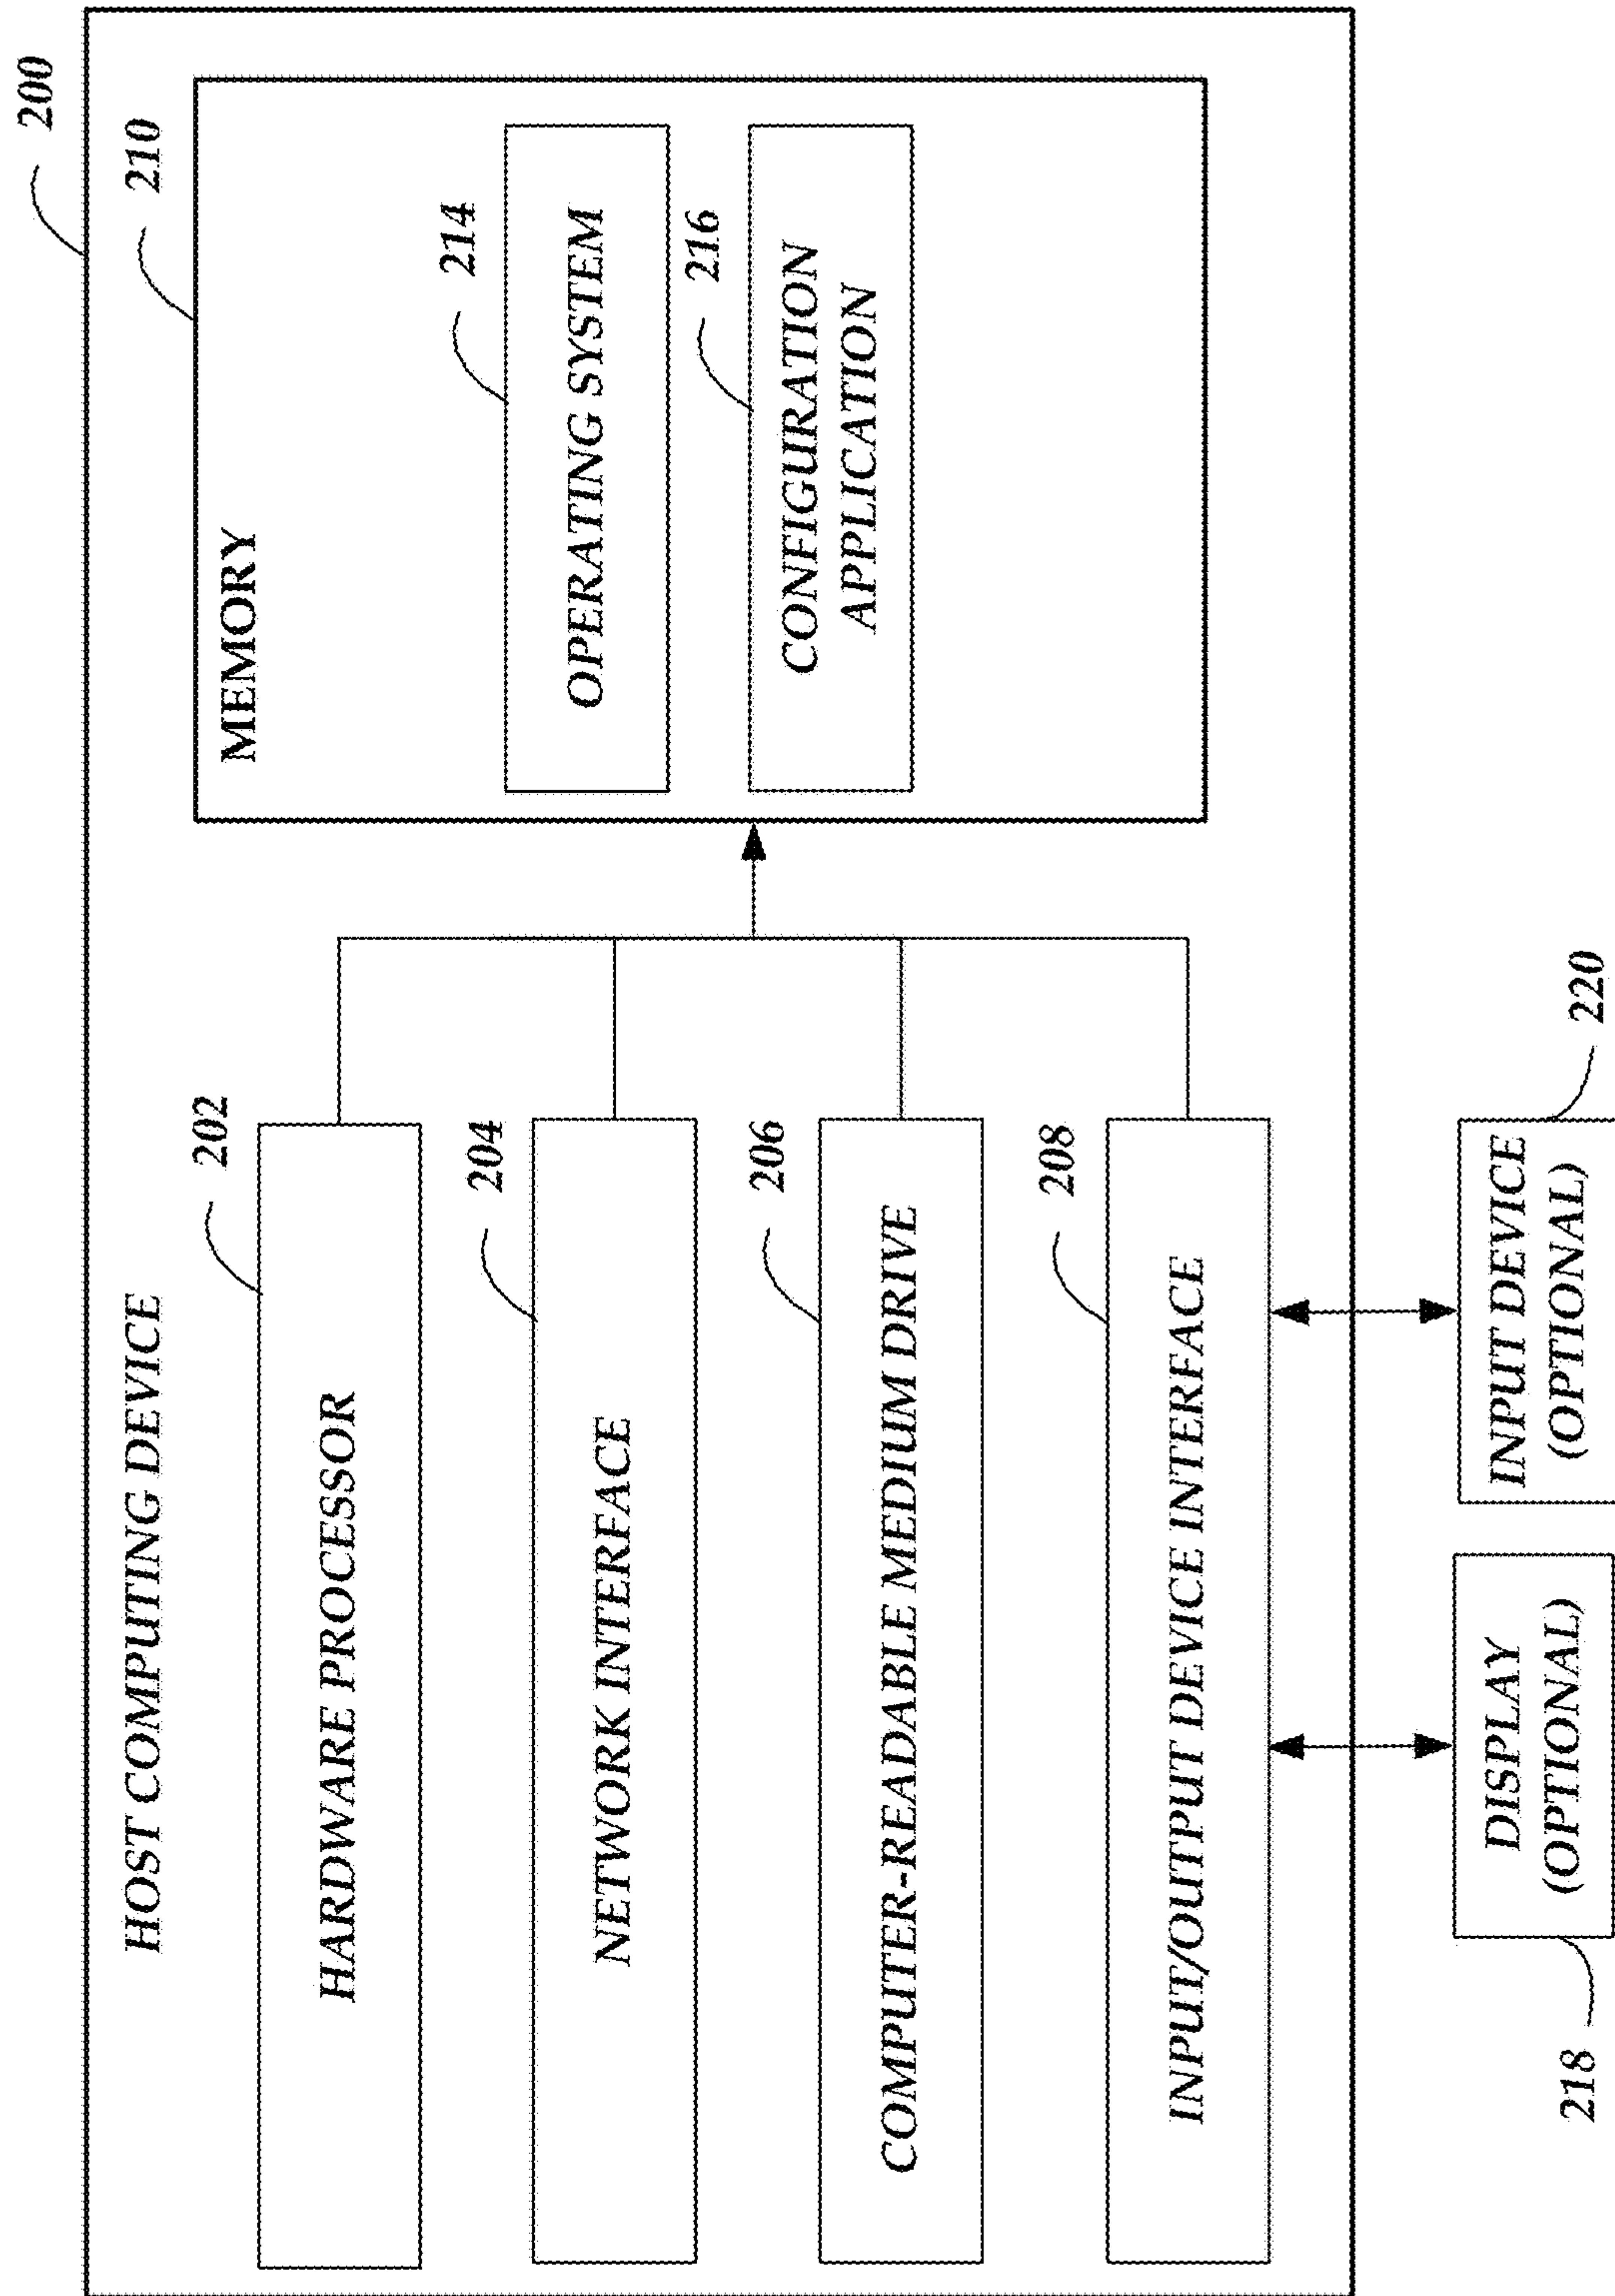 200
HOST COMPUTING DEVICE
210
MEMORY
202
HARDWARE PROCESSOR
214
OPERATING SYSTEM
204
NETWORK INTERFACE
216
CONFIGURATION
APPLICATION
206
COMPUTER-READABLE MEDIUM DRIVE
208
INPUT/OUTPUT DEVICE INTERFACE
218
DISPLAY
(OPTIONAL)
INPUT DEVICE
(OPTIONAL)
220